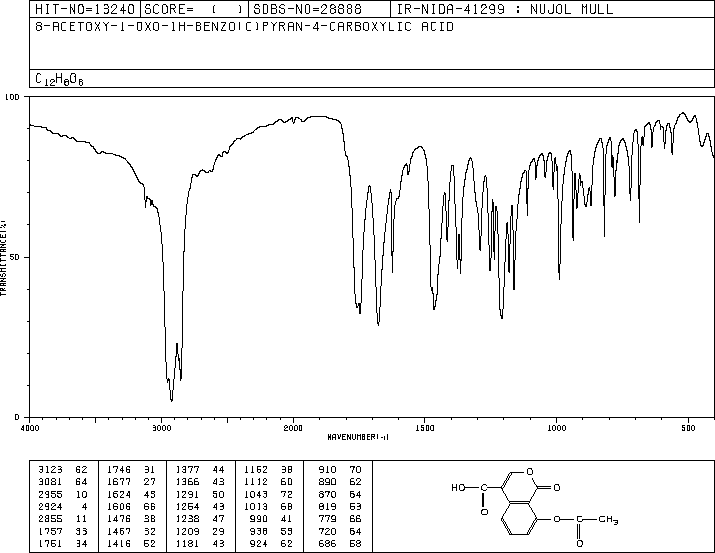 HIT-NO=13240 SCORE= ( ) SDBS-NO=28888 IR-NIDA-41299 : NUJOL MULL
8-ACETOXY-1-OXO-1H-BENZO(C)PYRAN-4-CARBOXYLIC ACID
C12H8O6
100
50
0
TRANSMITTANCE(%)
4000 3000 2000 1500 1000 500
WAVENUMBER(-1)
3123 62 1746 31 1377 44 1162 38 910 70
3081 64 1677 27 1366 43 1112 60 890 62
2955 10 1624 45 1291 50 1043 72 870 64
2924 4 1606 66 1254 43 1013 68 819 53
2855 11 1476 38 1238 47 990 41 779 66
1757 33 1467 32 1209 29 938 53 720 64
1751 34 1416 52 1181 43 924 62 686 58
HO C O O O O C CH3 O